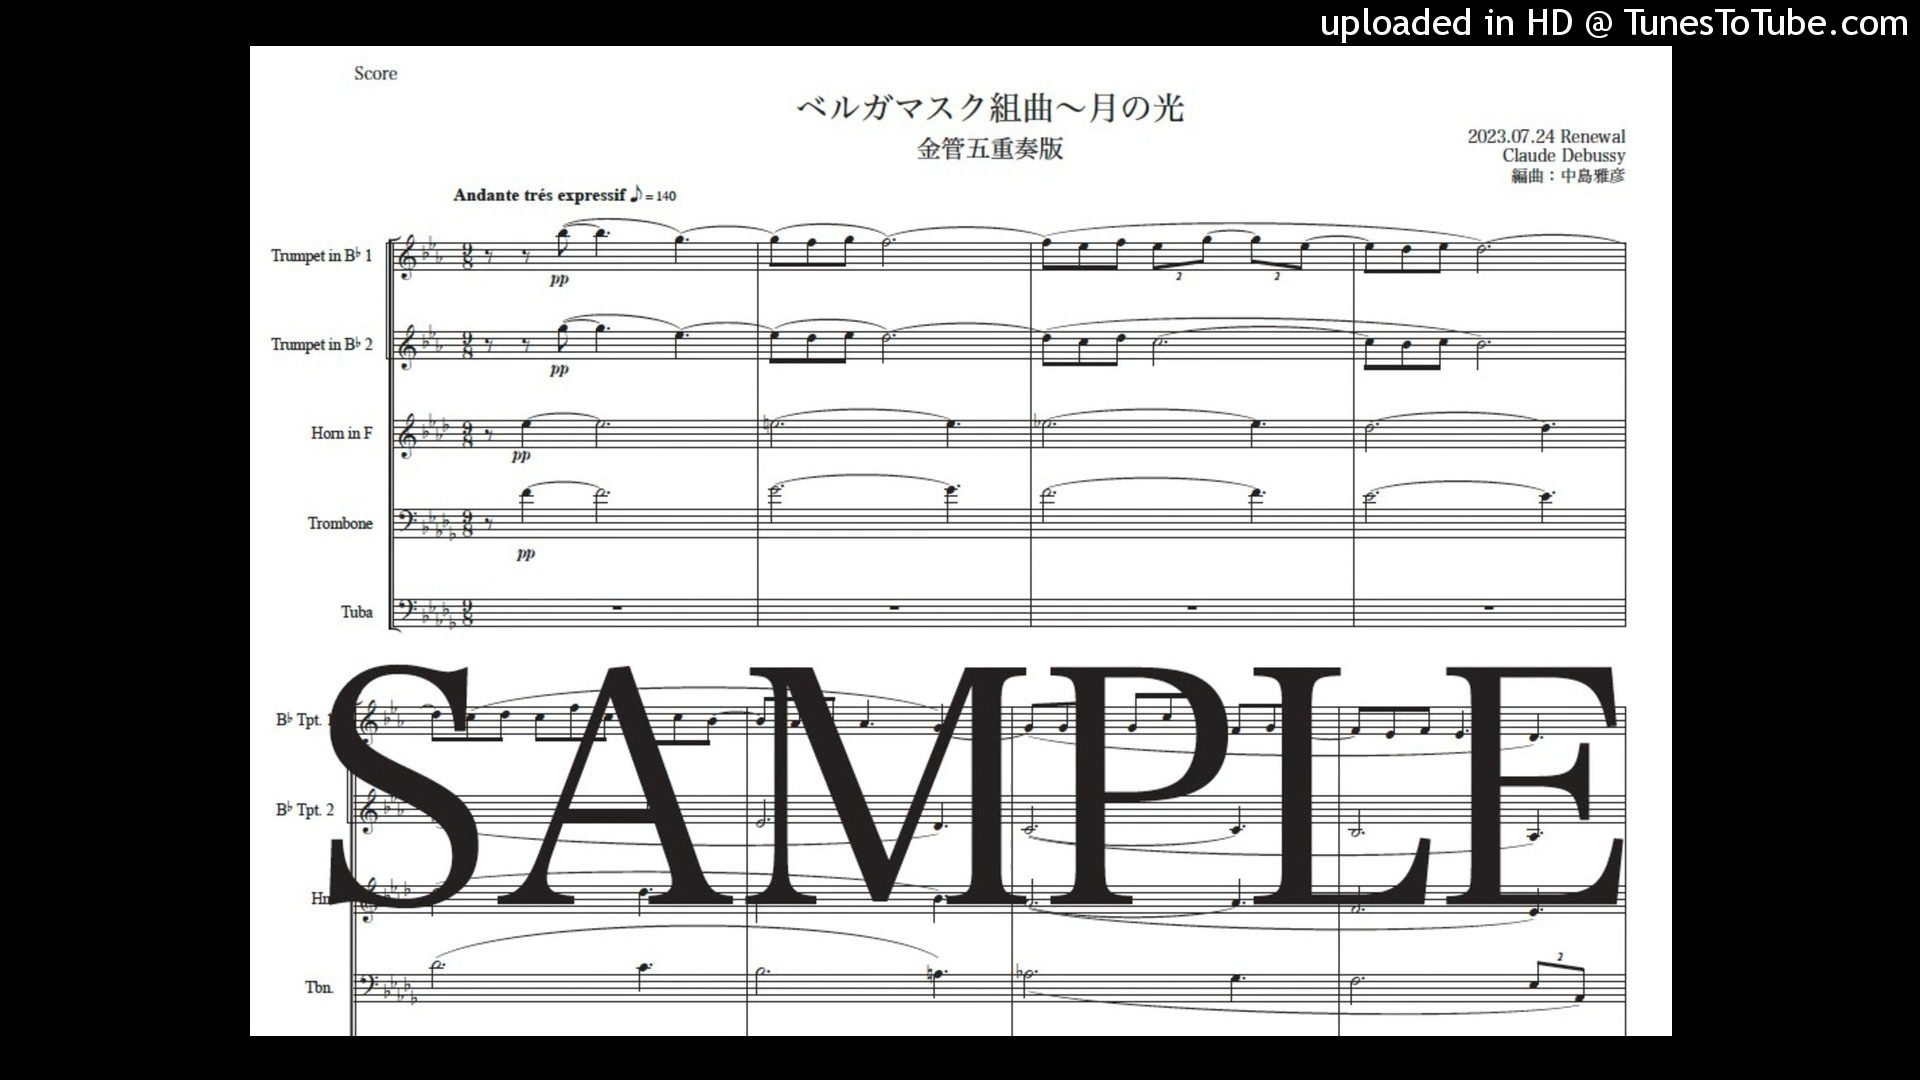 uploaded in HD @ TunesToTube.com
Score
ベルガマスク組曲～月の光
金管五重奏版
2023.07.24 Renewal
Claude Debussy
編曲：中島雅彦
Andante trés expressif ♪=140
Trumpet in B♭ 1
pp
2 2
Trumpet in B♭ 2
pp
Horn in F
pp
Trombone
pp
Tuba
SAMPLE
B♭ Tpt. 1
B♭ Tpt. 2
Hn.
Tbn.
2